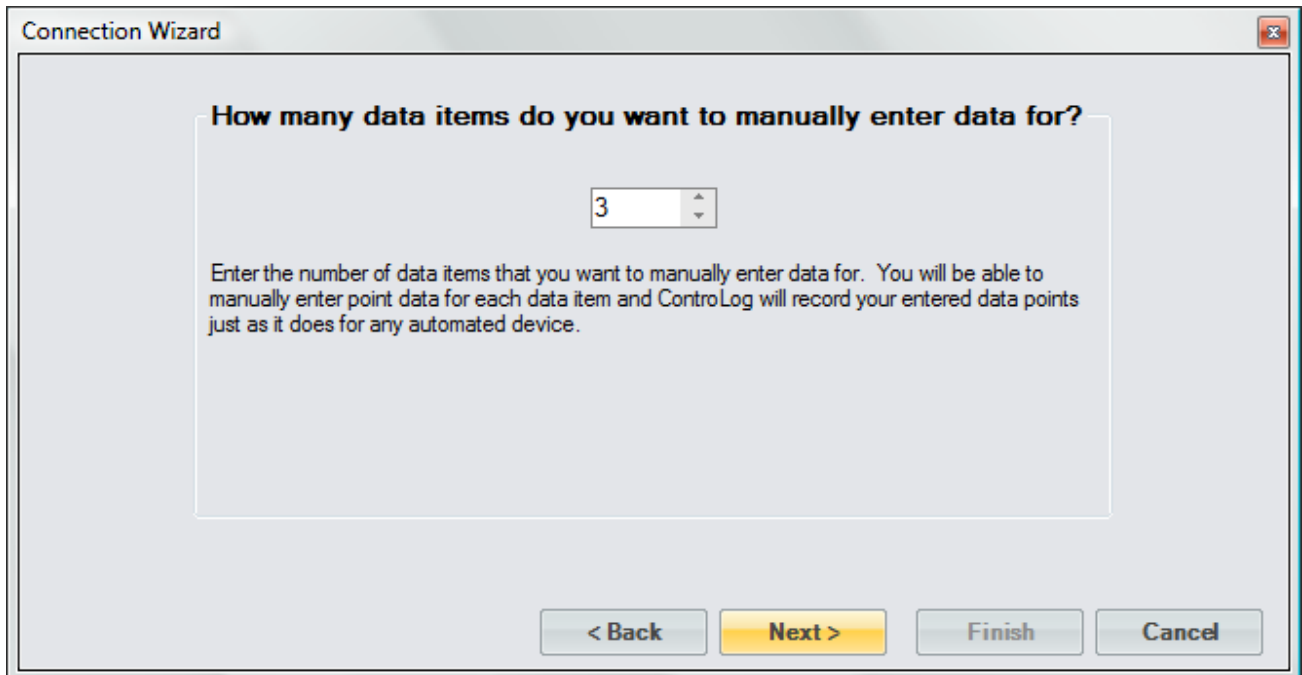 Connection Wizard
How many data items do you want to manually enter data for?
3
Enter the number of data items that you want to manually enter data for.  You will be able to
manually enter point data for each data item and ControLog will record your entered data points
just as it does for any automated device.
< Back
Next >
Finish
Cancel